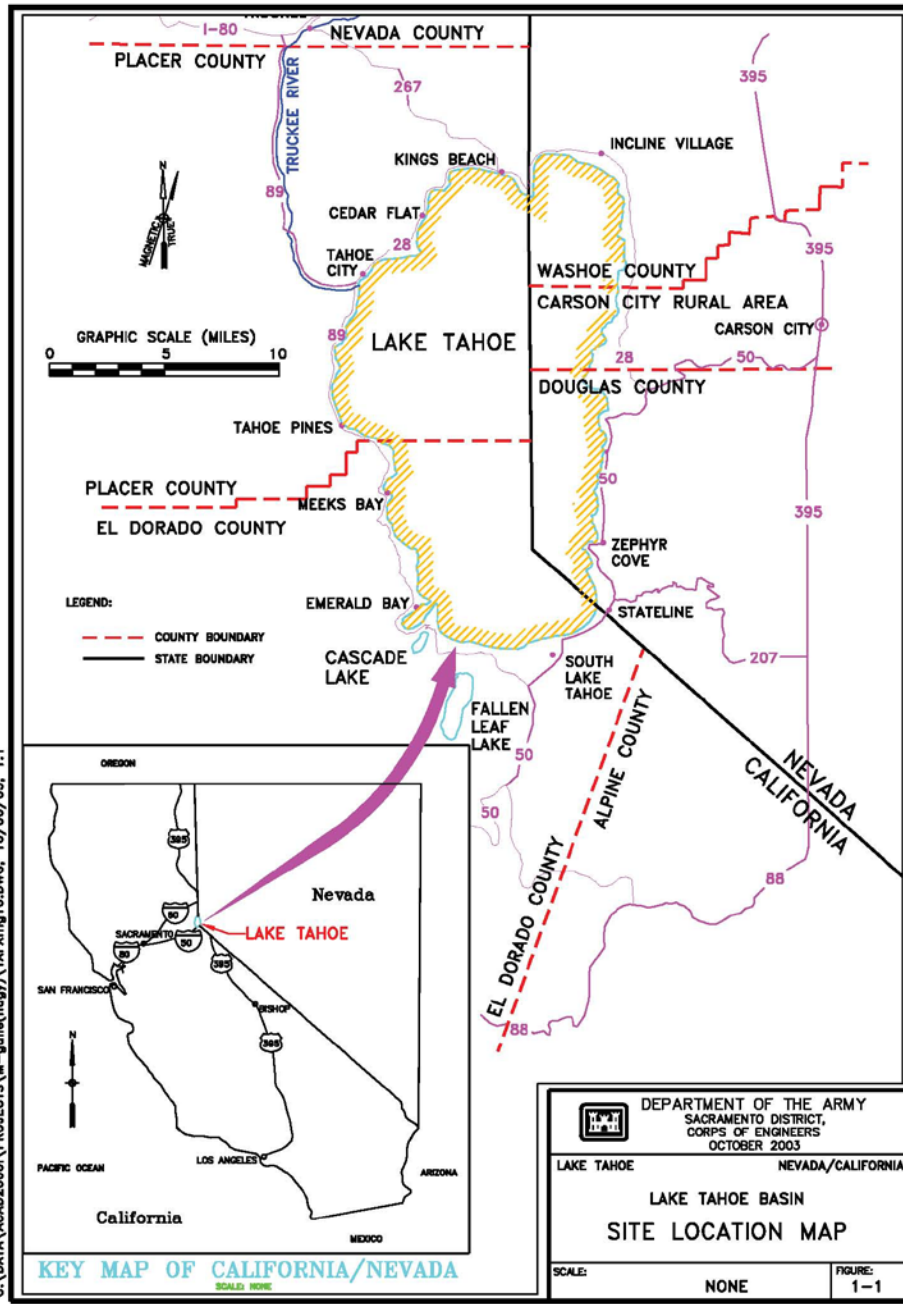 I-80
NEVADA COUNTY
PLACER COUNTY
TRUCKEE RIVER
267
395
INCLINE VILLAGE
KINGS BEACH
N
MAGNETIC
TRUE
89
CEDAR FLAT
28
TAHOE
CITY
395
WASHOE COUNTY
CARSON CITY RURAL AREA
CARSON CITY
GRAPHIC SCALE (MILES)
0 5 10
89
LAKE TAHOE
28
50
DOUGLAS COUNTY
TAHOE PINES
PLACER COUNTY
MEEKS BAY
EL DORADO COUNTY
50
395
ZEPHYR
COVE
LEGEND:
COUNTY BOUNDARY
STATE BOUNDARY
EMERALD BAY
STATELINE
CASCADE
LAKE
SOUTH
LAKE
TAHOE
207
FALLEN
LEAF
LAKE
50
50
EL DORADO COUNTY
ALPINE COUNTY
NEVADA
CALIFORNIA
88
88
OREGON
395
Nevada
80
SACRAMENTO
50
LAKE TAHOE
80
395
SAN FRANCISCO
BISHOP
395
N
LOS ANGELES
PACIFIC OCEAN
ARIZONA
California
MEXICO
KEY MAP OF CALIFORNIA/NEVADA
SCALE: NONE
DEPARTMENT OF THE ARMY
SACRAMENTO DISTRICT,
CORPS OF ENGINEERS
OCTOBER 2003
LAKE TAHOE NEVADA/CALIFORNIA
LAKE TAHOE BASIN
SITE LOCATION MAP
SCALE: NONE
FIGURE: 1-1